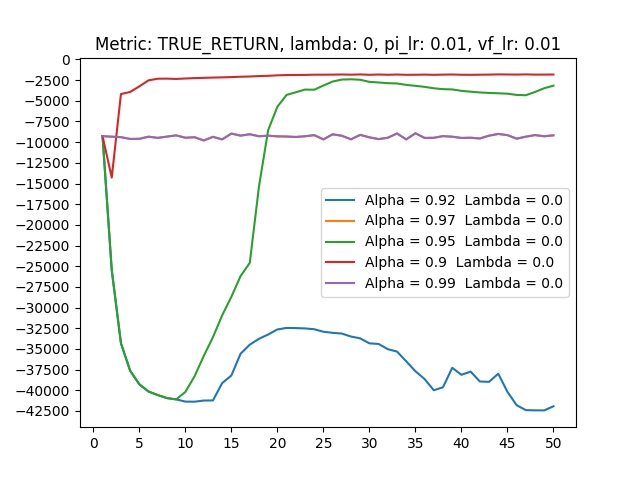 Metric: TRUE_RETURN, lambda: 0, pi_lr: 0.01, vf_lr: 0.01
0
−2500
−5000
−7500
−10000
−12500
−15000
−17500
−20000
−22500
−25000
−27500
−30000
−32500
−35000
−37500
−40000
−42500
Alpha = 0.92  Lambda = 0.0
Alpha = 0.97  Lambda = 0.0
Alpha = 0.95  Lambda = 0.0
Alpha = 0.9  Lambda = 0.0
Alpha = 0.99  Lambda = 0.0
0 5 10 15 20 25 30 35 40 45 50